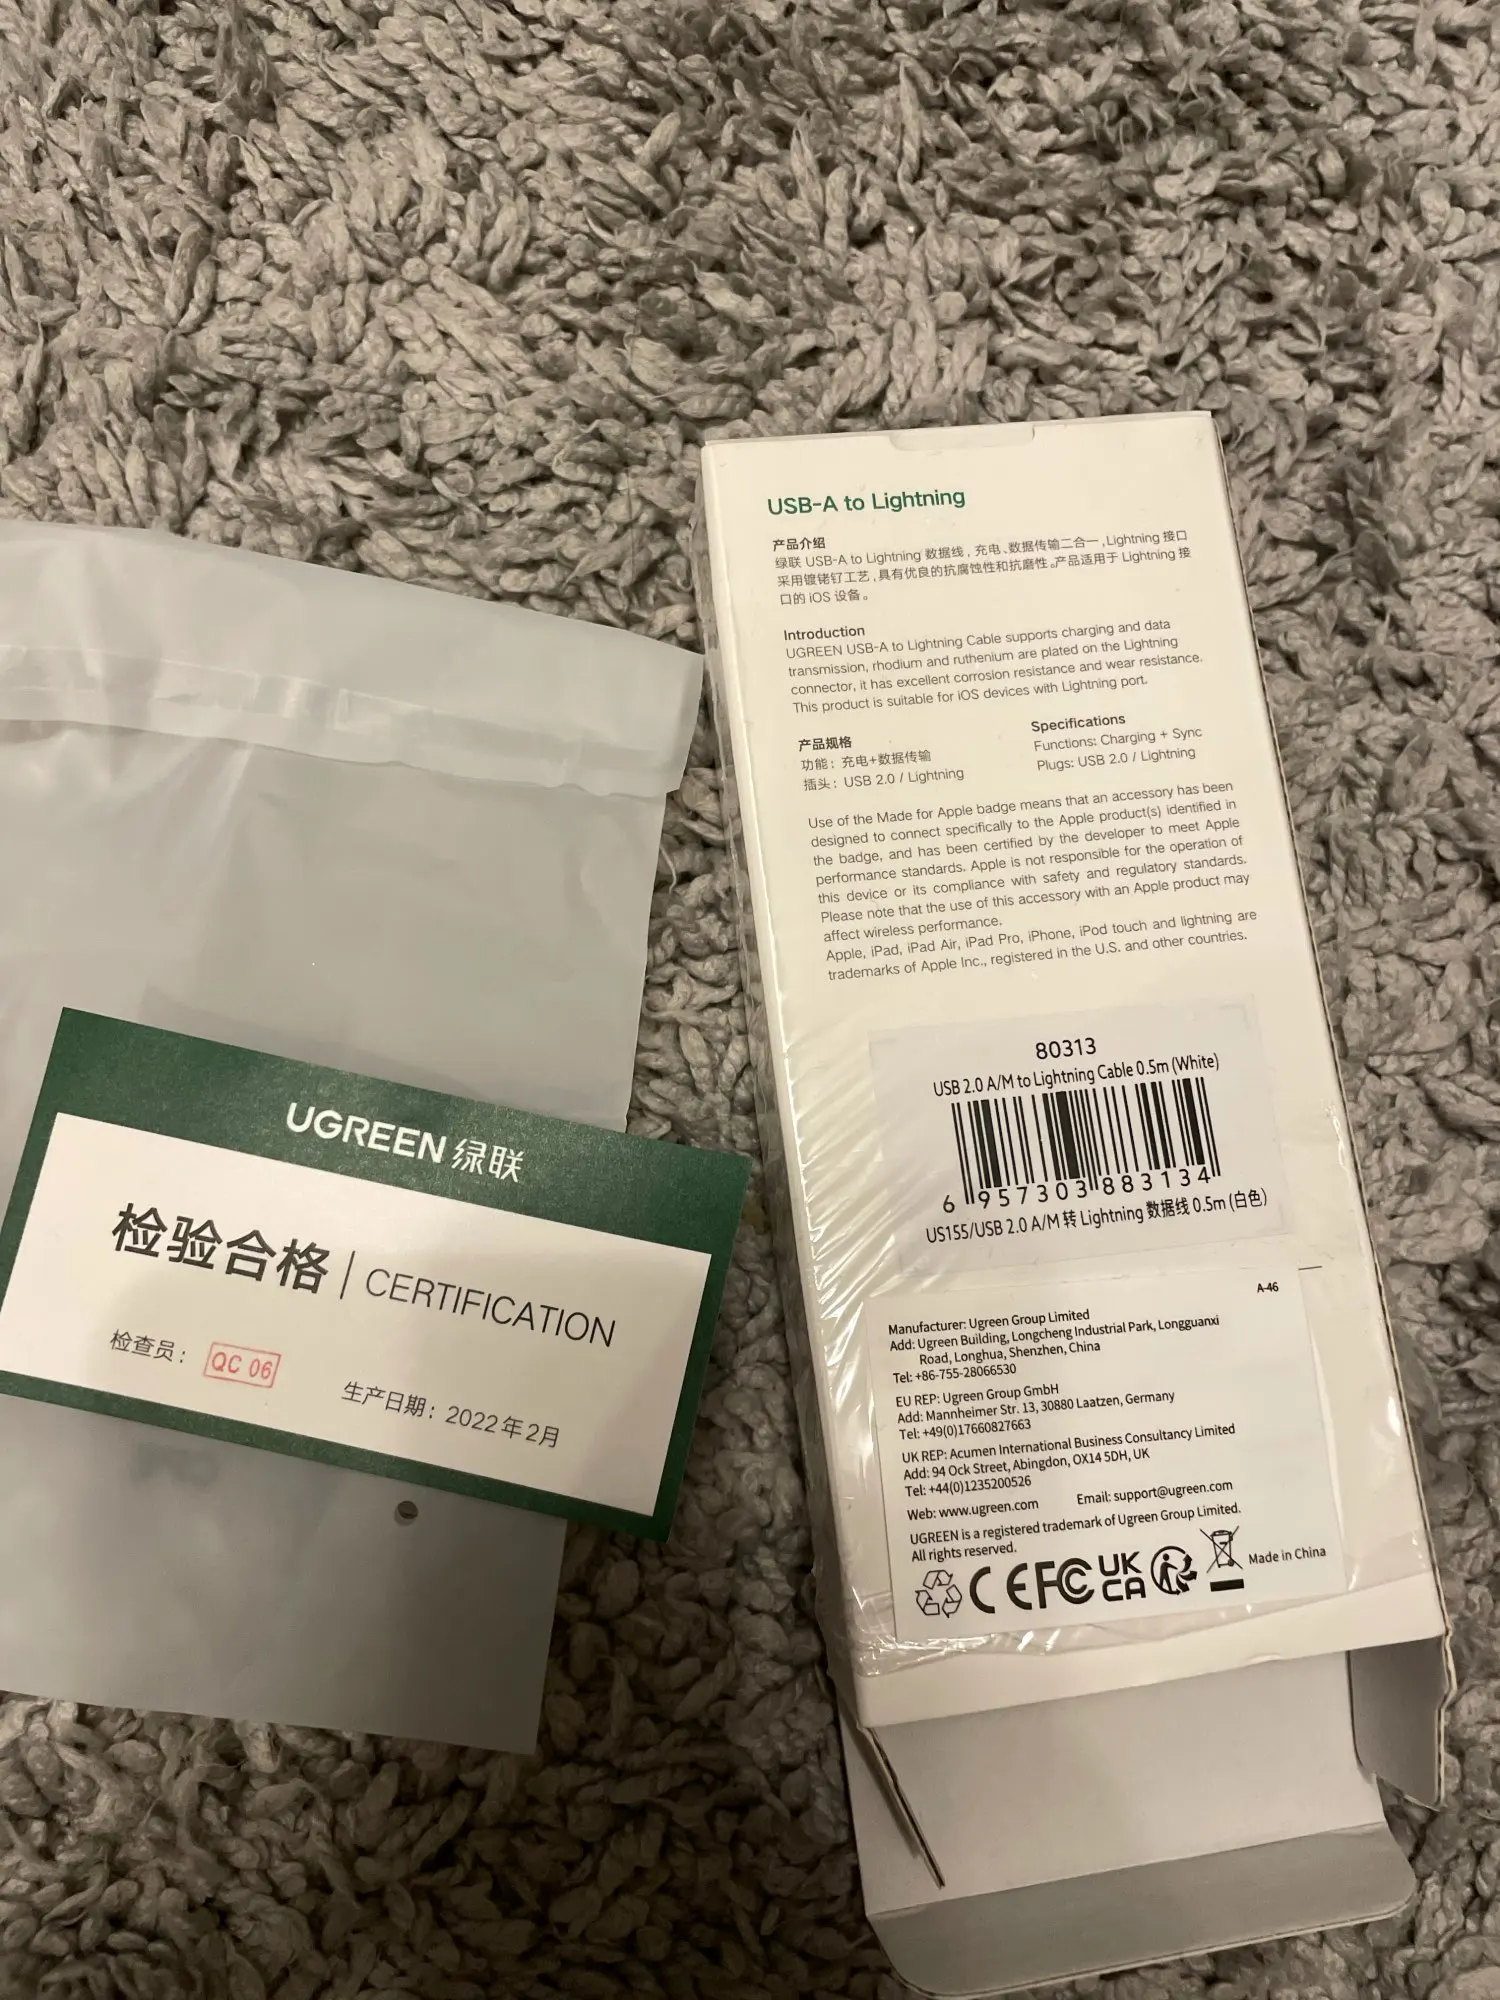 USB-A to Lightning
产品介绍
绿联 USB-A to Lightning 数据线，充电、数据传输二合一，Lightning 接口
采用镀铑钌工艺，具有优良的抗腐蚀性和抗磨性。产品适用于 Lightning 接
口的 iOS 设备。
Introduction
UGREEN USB-A to Lightning Cable supports charging and data
transmission, rhodium and ruthenium are plated on the Lightning
connector, it has excellent corrosion resistance and wear resistance.
This product is suitable for iOS devices with Lightning port.
产品规格
功能：充电+数据传输
插头：USB 2.0 / Lightning
Specifications
Functions: Charging + Sync
Plugs: USB 2.0 / Lightning
Use of the Made for Apple badge means that an accessory has been
designed to connect specifically to the Apple product(s) identified in
the badge, and has been certified by the developer to meet Apple
performance standards. Apple is not responsible for the operation of
this device or its compliance with safety and regulatory standards.
Please note that the use of this accessory with an Apple product may
affect wireless performance.
Apple, iPad, iPad Air, iPad Pro, iPhone, iPod touch and lightning are
trademarks of Apple Inc., registered in the U.S. and other countries.
80313
USB 2.0 A/M to Lightning Cable 0.5m (White)
6 957303 883134
US155/USB 2.0 A/M 转 Lightning 数据线 0.5m (白色)
A-46
Manufacturer: Ugreen Group Limited
Add: Ugreen Building, Longcheng Industrial Park, Longguanxi
Road, Longhua, Shenzhen, China
Tel: +86-755-28066530
EU REP: Ugreen Group GmbH
Add: Mannheimer Str. 13, 30880 Laatzen, Germany
Tel: +49(0)17660827663
UK REP: Acumen International Business Consultancy Limited
Add: 94 Ock Street, Abingdon, OX14 5DH, UK
Tel: +44(0)1235200526
Web: www.ugreen.com Email: support@ugreen.com
UGREEN is a registered trademark of Ugreen Group Limited.
All rights reserved.
CE FC UK CA Made in China
UGREEN 绿联
检验合格 | CERTIFICATION
检查员： QC 06
生产日期：2022年2月